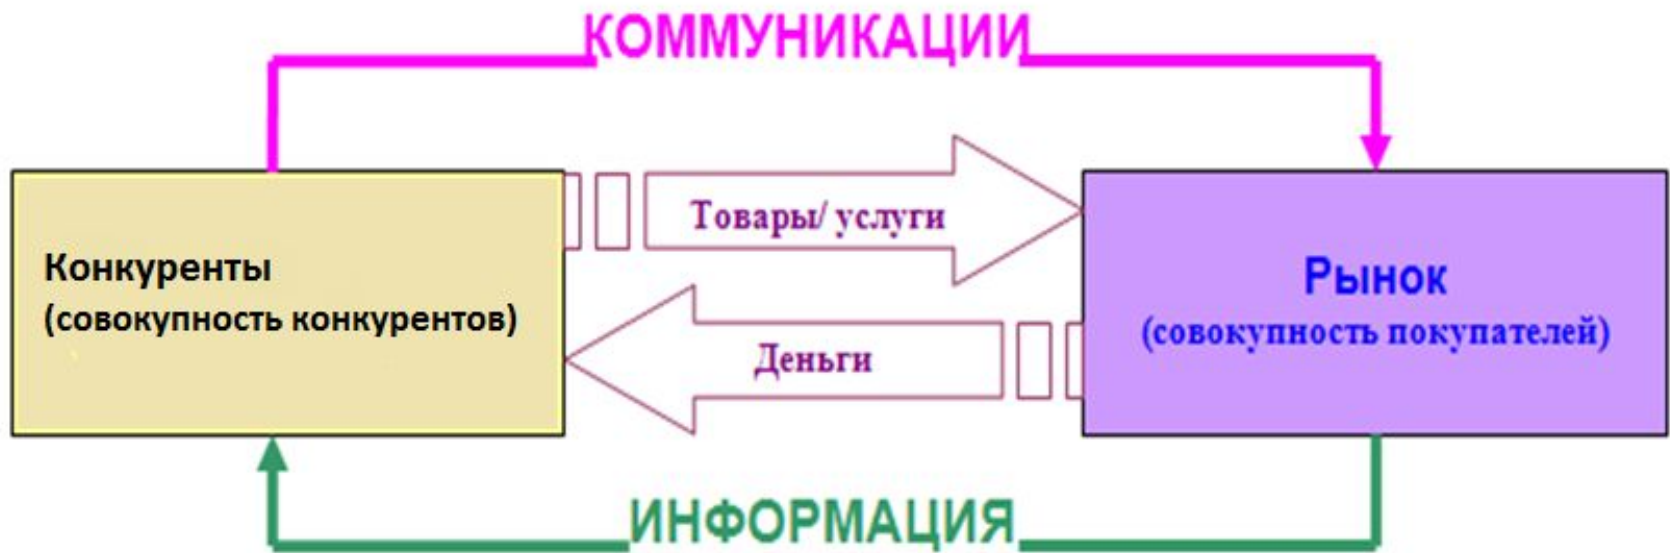 КОММУНИКАЦИИ
Товары/ услуги
Конкуренты
(совокупность конкурентов)
Рынок
(совокупность покупателей)
Деньги
ИНФОРМАЦИЯ